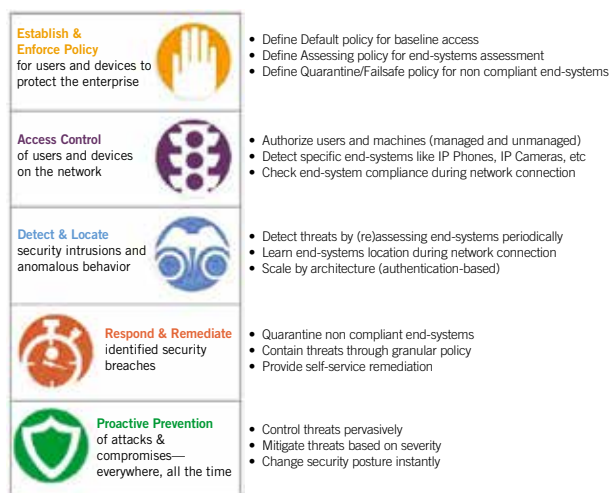 Establish &
Enforce Policy
for users and devices to
protect the enterprise
• Define Default policy for baseline access
• Define Assessing policy for end-systems assessment
• Define Quarantine/Failsafe policy for non compliant end-systems
Access Control
of users and devices
on the network
• Authorize users and machines (managed and unmanaged)
• Detect specific end-systems like IP Phones, IP Cameras, etc
• Check end-system compliance during network connection
Detect & Locate
security intrusions and
anomalous behavior
• Detect threats by (re)assessing end-systems periodically
• Learn end-systems location during network connection
• Scale by architecture (authentication-based)
Respond & Remediate
identified security
breaches
• Quarantine non compliant end-systems
• Contain threats through granular policy
• Provide self-service remediation
Proactive Prevention
of attacks &
compromises—
everywhere, all the time
• Control threats pervasively
• Mitigate threats based on severity
• Change security posture instantly